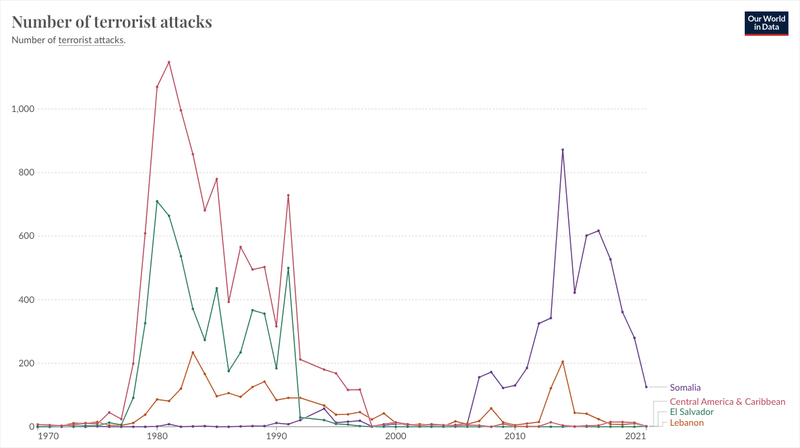 Number of terrorist attacks
Number of terrorist attacks.
Our World
in Data
1,000
800
600
400
200
0
1970
1980
1990
2000
2010
2021
Somalia
Central America & Caribbean
El Salvador
Lebanon